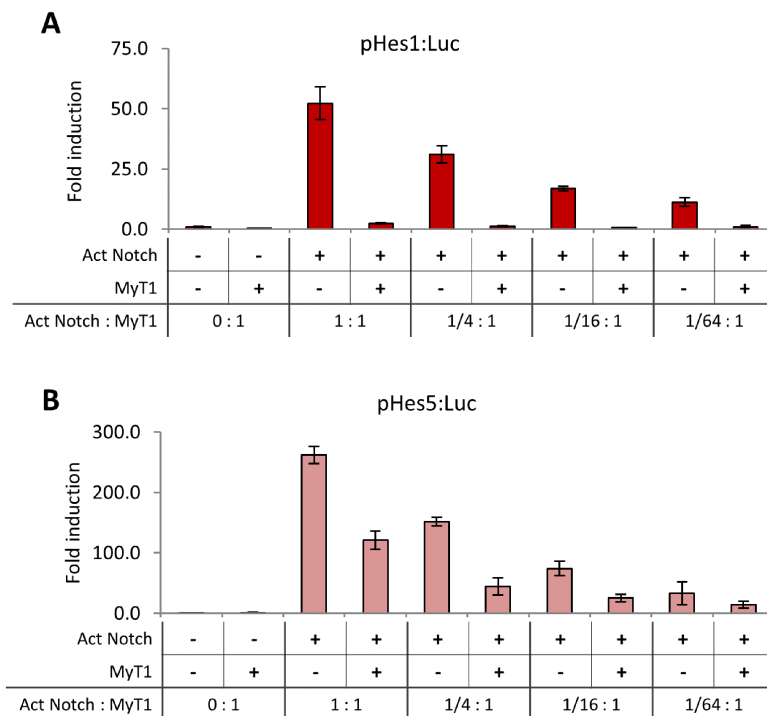 A
pHes1:Luc
75.0
50.0
25.0
0.0
Fold induction
Act Notch - - + + + + + + + +
MyT1 - + - + - + - + - +
Act Notch : MyT1 0 : 1 1 : 1 1/4 : 1 1/16 : 1 1/64 : 1
B
pHes5:Luc
300.0
200.0
100.0
0.0
Fold induction
Act Notch - - + + + + + + + +
MyT1 - + - + - + - + - +
Act Notch : MyT1 0 : 1 1 : 1 1/4 : 1 1/16 : 1 1/64 : 1